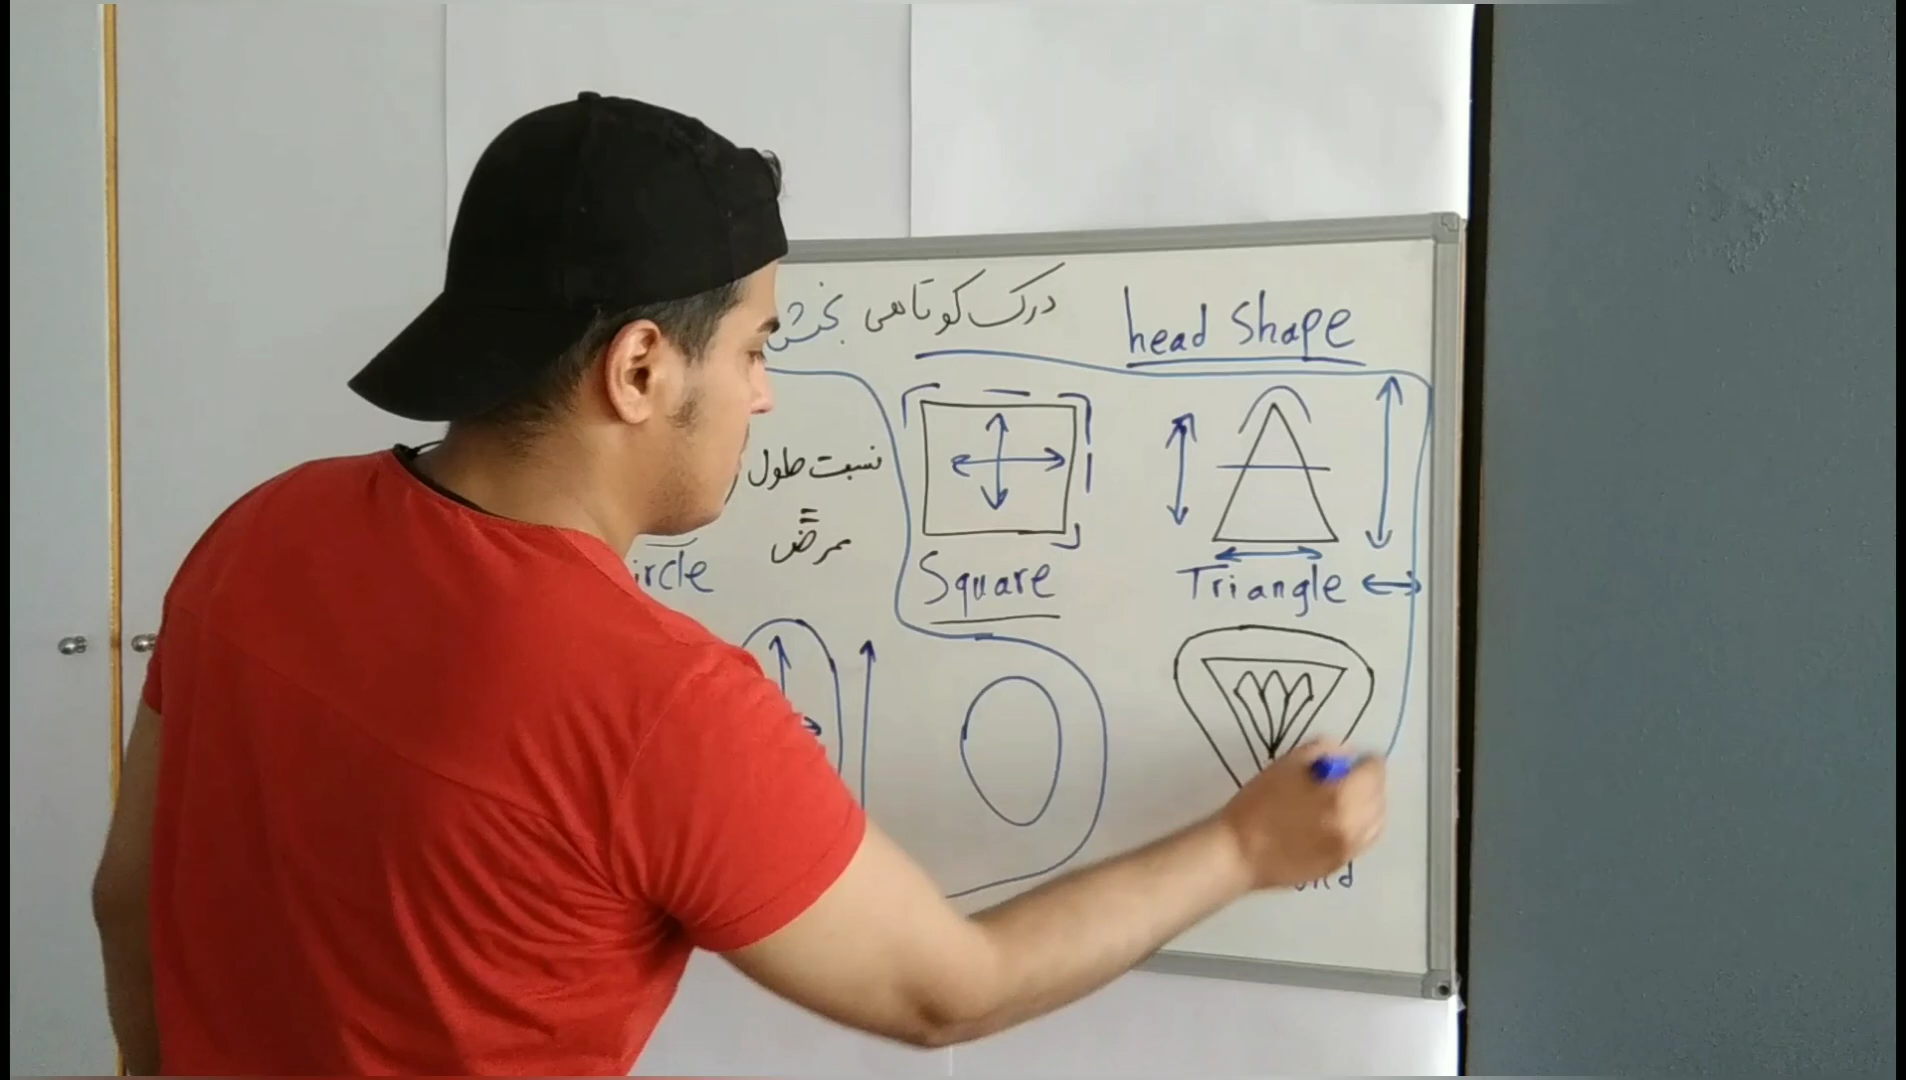 درک کوتاهی بخش
head Shape
نسبت طول
=
عرض
ircle
Square
Triangle